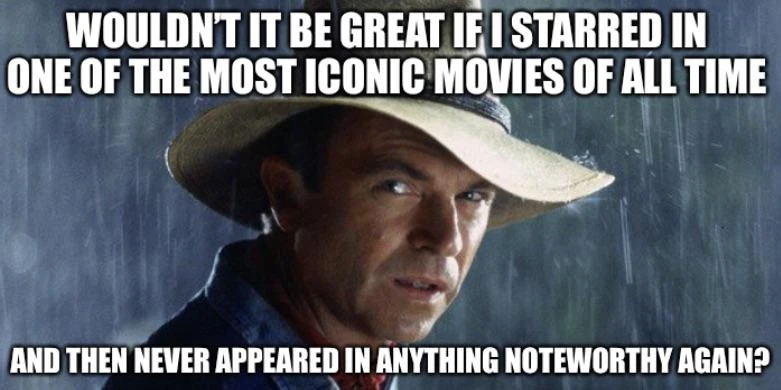 WOULDN'T IT BE GREAT IF I STARRED IN
ONE OF THE MOST ICONIC MOVIES OF ALL TIME
AND THEN NEVER APPEARED IN ANYTHING NOTEWORTHY AGAIN?